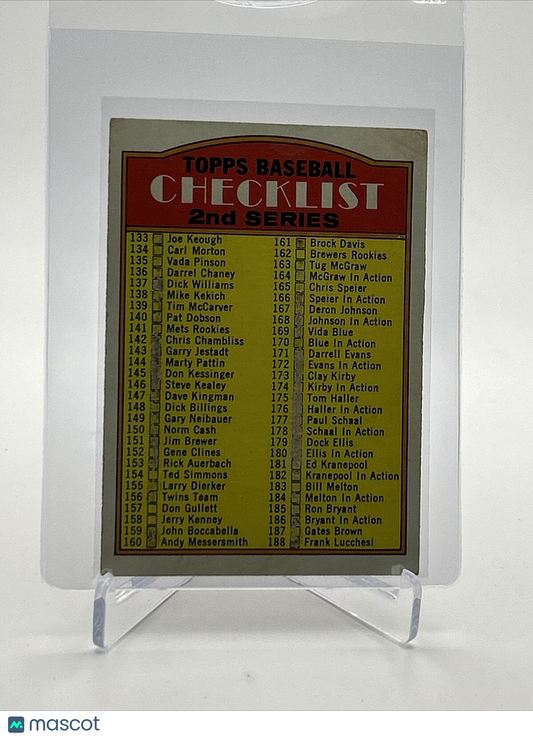 TOPPS BASEBALL
CHECKLIST
2nd SERIES
133 Joe Keough
134 Carl Morton
135 Vada Pinson
136 Darrel Chaney
137 Dick Williams
138 Mike Kekich
139 Tim McCarver
140 Pat Dobson
141 Mets Rookies
142 Chris Chambliss
143 Garry Jestadt
144 Marty Pattin
145 Don Kessinger
146 Steve Kealey
147 Dave Kingman
148 Dick Billings
149 Gary Neibauer
150 Norm Cash
151 Jim Brewer
152 Gene Clines
153 Rick Auerbach
154 Ted Simmons
155 Larry Dierker
156 Twins Team
157 Don Gullett
158 Jerry Kenney
159 John Boccabella
160 Andy Messersmith
161 Brock Davis
162 Brewers Rookies
163 Tug McGraw
164 McGraw In Action
165 Chris Speier
166 Speier In Action
167 Deron Johnson
168 Johnson In Action
169 Vida Blue
170 Blue In Action
171 Darrell Evans
172 Evans In Action
173 Clay Kirby
174 Kirby In Action
175 Tom Haller
176 Haller In Action
177 Paul Schaal
178 Schaal In Action
179 Dock Ellis
180 Ellis In Action
181 Ed Kranepool
182 Kranepool In Action
183 Bill Melton
184 Melton In Action
185 Ron Bryant
186 Bryant In Action
187 Gates Brown
188 Frank Lucchesi
mascot